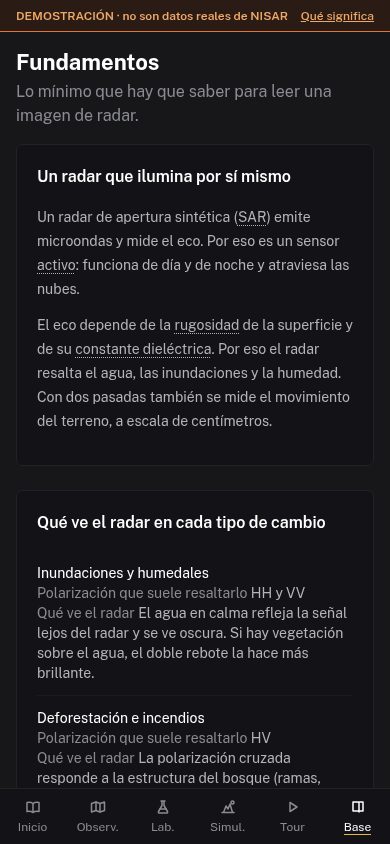 DEMOSTRACIÓN · no son datos reales de NISAR Qué significa
Fundamentos
Lo mínimo que hay que saber para leer una
imagen de radar.
Un radar que ilumina por sí mismo
Un radar de apertura sintética (SAR) emite
microondas y mide el eco. Por eso es un sensor
activo: funciona de día y de noche y atraviesa las
nubes.
El eco depende de la rugosidad de la superficie y
de su constante dieléctrica. Por eso el radar
resalta el agua, las inundaciones y la humedad.
Con dos pasadas también se mide el movimiento
del terreno, a escala de centímetros.
Qué ve el radar en cada tipo de cambio
Inundaciones y humedales
Polarización que suele resaltarlo HH y VV
Qué ve el radar El agua en calma refleja la señal
lejos del radar y se ve oscura. Si hay vegetación
sobre el agua, el doble rebote la hace más
brillante.
Deforestación e incendios
Polarización que suele resaltarlo HV
Qué ve el radar La polarización cruzada
responde a la estructura del bosque (ramas,
Inicio Observ. Lab. Simul. Tour Base